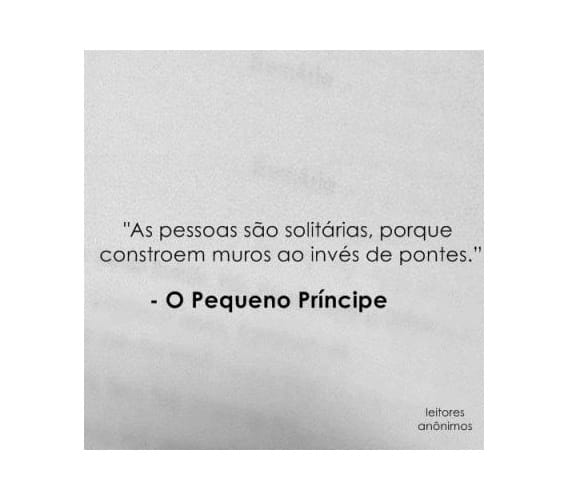 "As pessoas são solitárias, porque
constroem muros ao invés de pontes.”
- O Pequeno Príncipe
leitores
anônimos